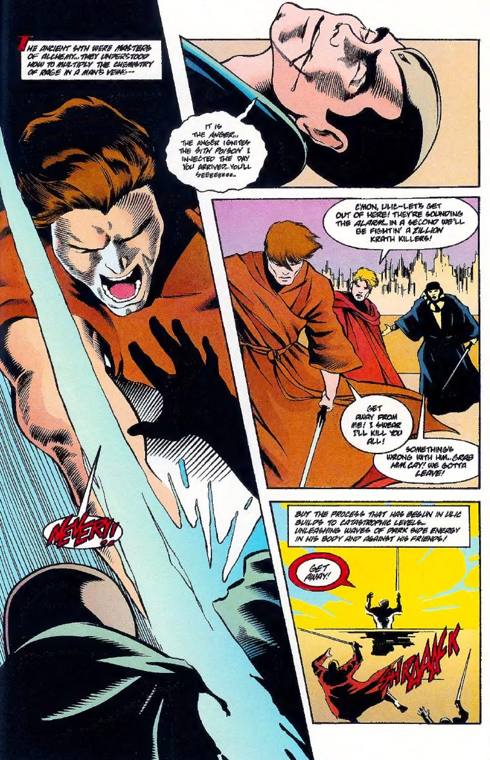 THE ANCIENT SITH WERE MASTERS
OF ALCHEMY...THEY UNDERSTOOD
HOW TO MULTIPLY THE CHEMISTRY
OF RAGE IN A MAN'S VEINS--
IT IS
THE ANGER...
THE ANGER IGNITES
THE SITH POISON I
INJECTED THE DAY
YOU ARRIVED. YOU'LL
SEEEEEEE...
C'MON, ULIC--LET'S GET
OUT OF HERE! THEY'RE SOUNDING
THE ALARM. IN A SECOND WE'LL
BE FIGHTIN' A ZILLION
KRATH KILLERS!
GET
AWAY FROM
ME! I SWEAR
I'LL KILL YOU
ALL!
SOMETHING'S
WRONG WITH HIM...GRAB
HIM, CAY! WE GOTTA
LEAVE!
NEVER!!
BUT THE PROCESS THAT HAS BEGUN IN ULIC
BUILDS TO CATASTROPHIC LEVELS...
UNLEASHING WAVES OF DARK SIDE ENERGY
IN HIS BODY AND AGAINST HIS FRIENDS!
GET
AWAY!